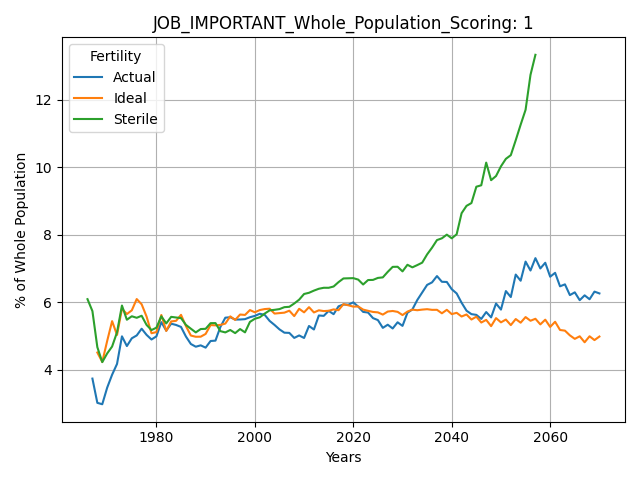 JOB_IMPORTANT_Whole_Population_Scoring: 1
Fertility
Actual
Ideal
Sterile
% of Whole Population
12
10
8
6
4
1980 2000 2020 2040 2060
Years